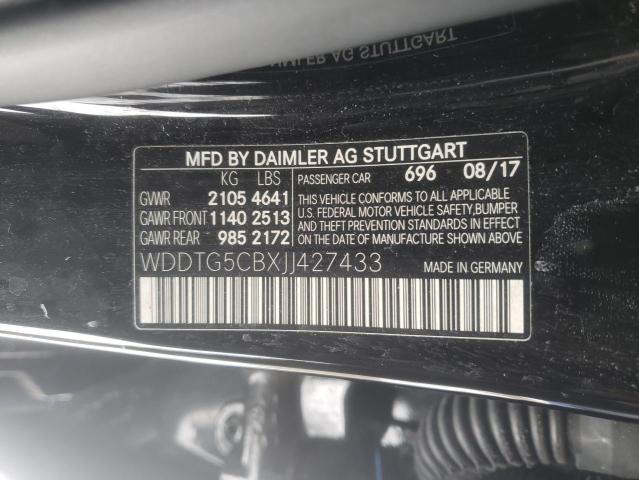 MFD BY DAIMLER AG STUTTGART
KG LBS PASSENGER CAR 696 08/17
GVWR 2105 4641
GAWR FRONT 1140 2513
GAWR REAR 985 2172
THIS VEHICLE CONFORMS TO ALL APPLICABLE
U.S. FEDERAL MOTOR VEHICLE SAFETY, BUMPER
AND THEFT PREVENTION STANDARDS IN EFFECT
ON THE DATE OF MANUFACTURE SHOWN ABOVE.
WDDTG5CBXJJ427433 MADE IN GERMANY